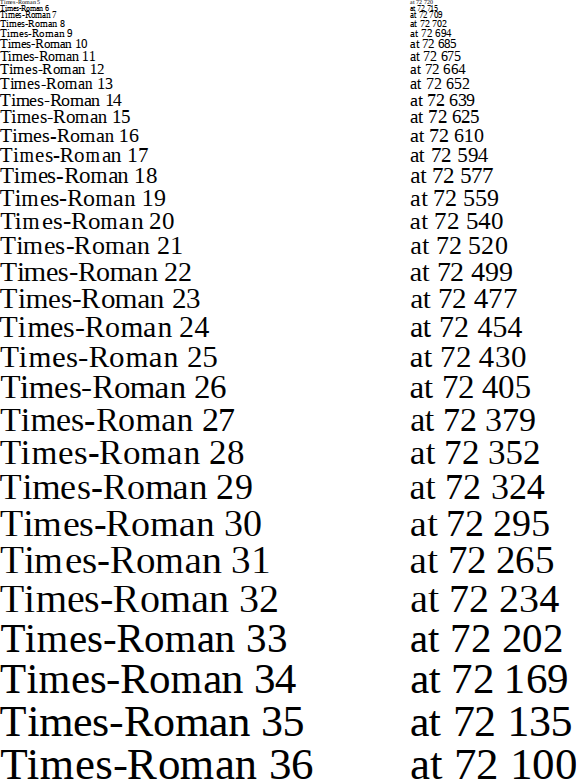 Times-Roman 5 at 72 720
Times-Roman 6 at 72 715
Times-Roman 7 at 72 709
Times-Roman 8 at 72 702
Times-Roman 9 at 72 694
Times-Roman 10 at 72 685
Times-Roman 11 at 72 675
Times-Roman 12 at 72 664
Times-Roman 13 at 72 652
Times-Roman 14 at 72 639
Times-Roman 15 at 72 625
Times-Roman 16 at 72 610
Times-Roman 17 at 72 594
Times-Roman 18 at 72 577
Times-Roman 19 at 72 559
Times-Roman 20 at 72 540
Times-Roman 21 at 72 520
Times-Roman 22 at 72 499
Times-Roman 23 at 72 477
Times-Roman 24 at 72 454
Times-Roman 25 at 72 430
Times-Roman 26 at 72 405
Times-Roman 27 at 72 379
Times-Roman 28 at 72 352
Times-Roman 29 at 72 324
Times-Roman 30 at 72 295
Times-Roman 31 at 72 265
Times-Roman 32 at 72 234
Times-Roman 33 at 72 202
Times-Roman 34 at 72 169
Times-Roman 35 at 72 135
Times-Roman 36 at 72 100